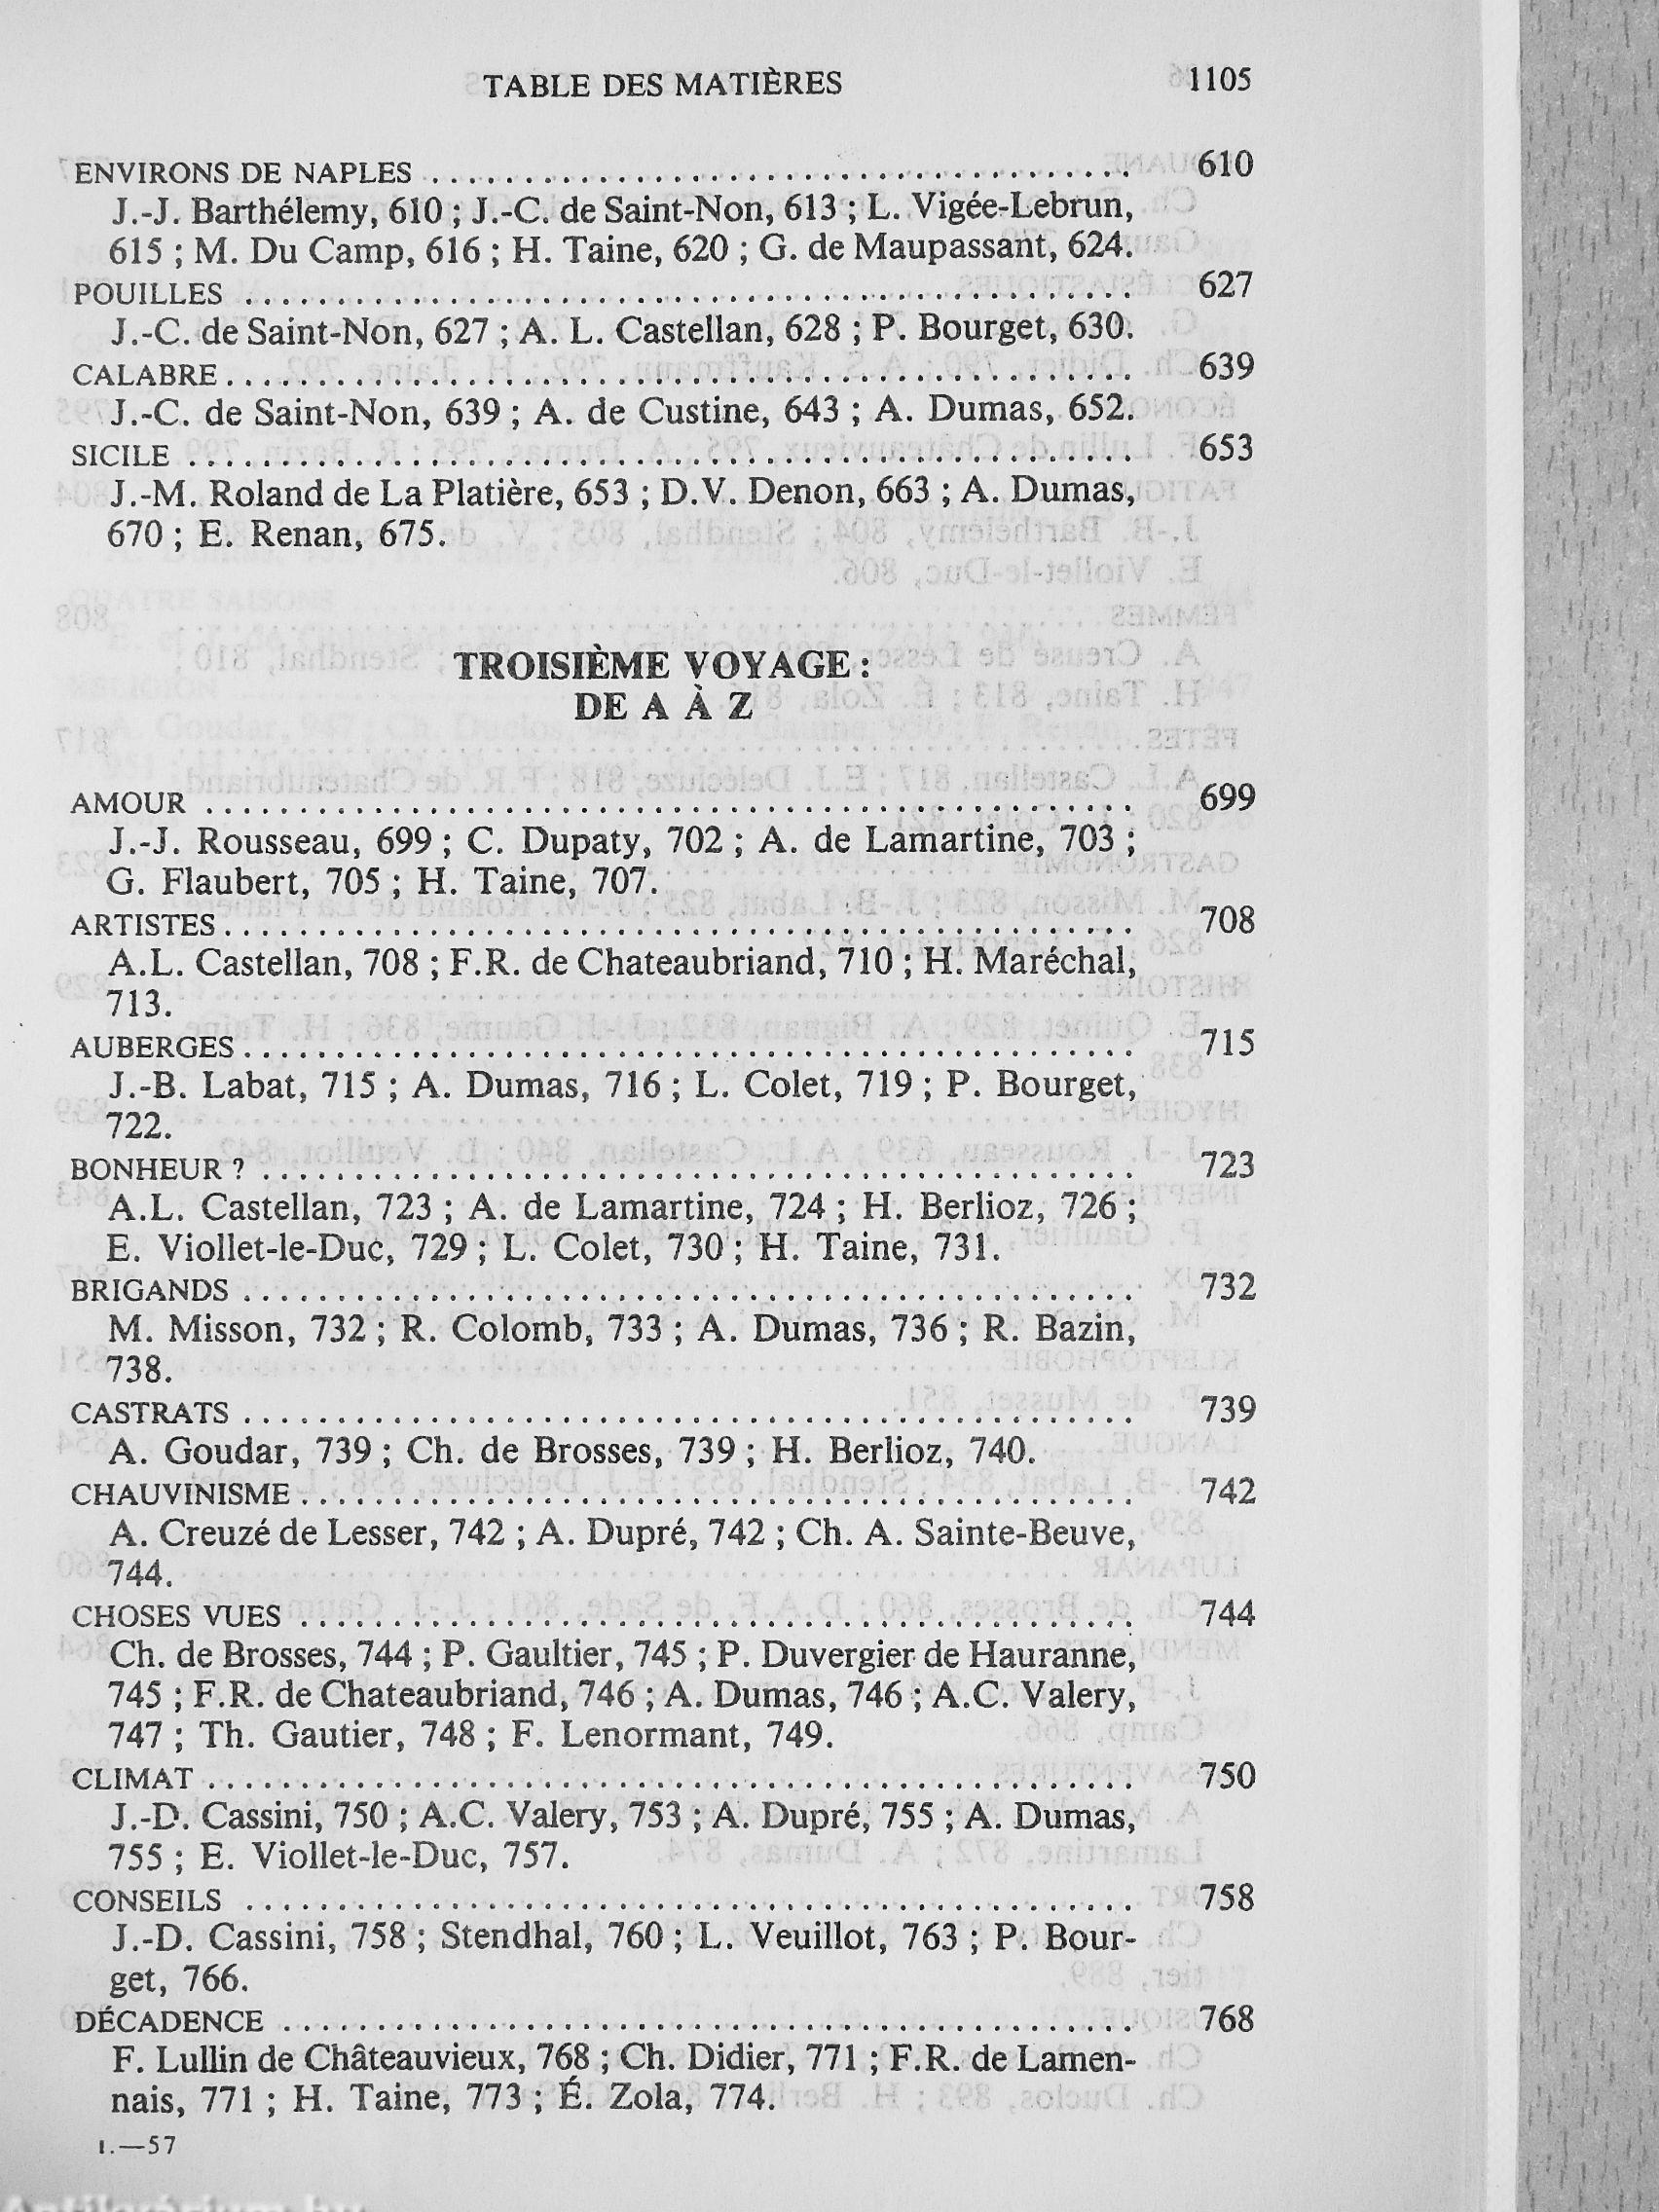 TABLE DES MATIÈRES 1105
ENVIRONS DE NAPLES ........................................ 610
J.-J. Barthélemy, 610 ; J.-C. de Saint-Non, 613 ; L. Vigée-Lebrun,
615 ; M. Du Camp, 616 ; H. Taine, 620 ; G. de Maupassant, 624.
POUILLES ........................................ 627
J.-C. de Saint-Non, 627 ; A. L. Castellan, 628 ; P. Bourget, 630.
CALABRE ........................................ 639
J.-C. de Saint-Non, 639 ; A. de Custine, 643 ; A. Dumas, 652.
SICILE ........................................ 653
J.-M. Roland de La Platière, 653 ; D.V. Denon, 663 ; A. Dumas,
670 ; E. Renan, 675.
TROISIÈME VOYAGE :
DE A À Z
AMOUR ........................................ 699
J.-J. Rousseau, 699 ; C. Dupaty, 702 ; A. de Lamartine, 703 ;
G. Flaubert, 705 ; H. Taine, 707.
ARTISTES ........................................ 708
A.L. Castellan, 708 ; F.R. de Chateaubriand, 710 ; H. Maréchal,
713.
AUBERGES ........................................ 715
J.-B. Labat, 715 ; A. Dumas, 716 ; L. Colet, 719 ; P. Bourget,
722.
BONHEUR ? ........................................ 723
A.L. Castellan, 723 ; A. de Lamartine, 724 ; H. Berlioz, 726 ;
E. Viollet-le-Duc, 729 ; L. Colet, 730 ; H. Taine, 731.
BRIGANDS ........................................ 732
M. Misson, 732 ; R. Colomb, 733 ; A. Dumas, 736 ; R. Bazin,
738.
CASTRATS ........................................ 739
A. Goudar, 739 ; Ch. de Brosses, 739 ; H. Berlioz, 740.
CHAUVINISME ........................................ 742
A. Creuzé de Lesser, 742 ; A. Dupré, 742 ; Ch. A. Sainte-Beuve,
744.
CHOSES VUES ........................................ 744
Ch. de Brosses, 744 ; P. Gaultier, 745 ; P. Duvergier de Hauranne,
745 ; F.R. de Chateaubriand, 746 ; A. Dumas, 746 ; A.C. Valery,
747 ; Th. Gautier, 748 ; F. Lenormant, 749.
CLIMAT ........................................ 750
J.-D. Cassini, 750 ; A.C. Valery, 753 ; A. Dupré, 755 ; A. Dumas,
755 ; E. Viollet-le-Duc, 757.
CONSEILS ........................................ 758
J.-D. Cassini, 758 ; Stendhal, 760 ; L. Veuillot, 763 ; P. Bour-
get, 766.
DÉCADENCE ........................................ 768
F. Lullin de Châteauvieux, 768 ; Ch. Didier, 771 ; F.R. de Lamen-
nais, 771 ; H. Taine, 773 ; É. Zola, 774.
I.—57